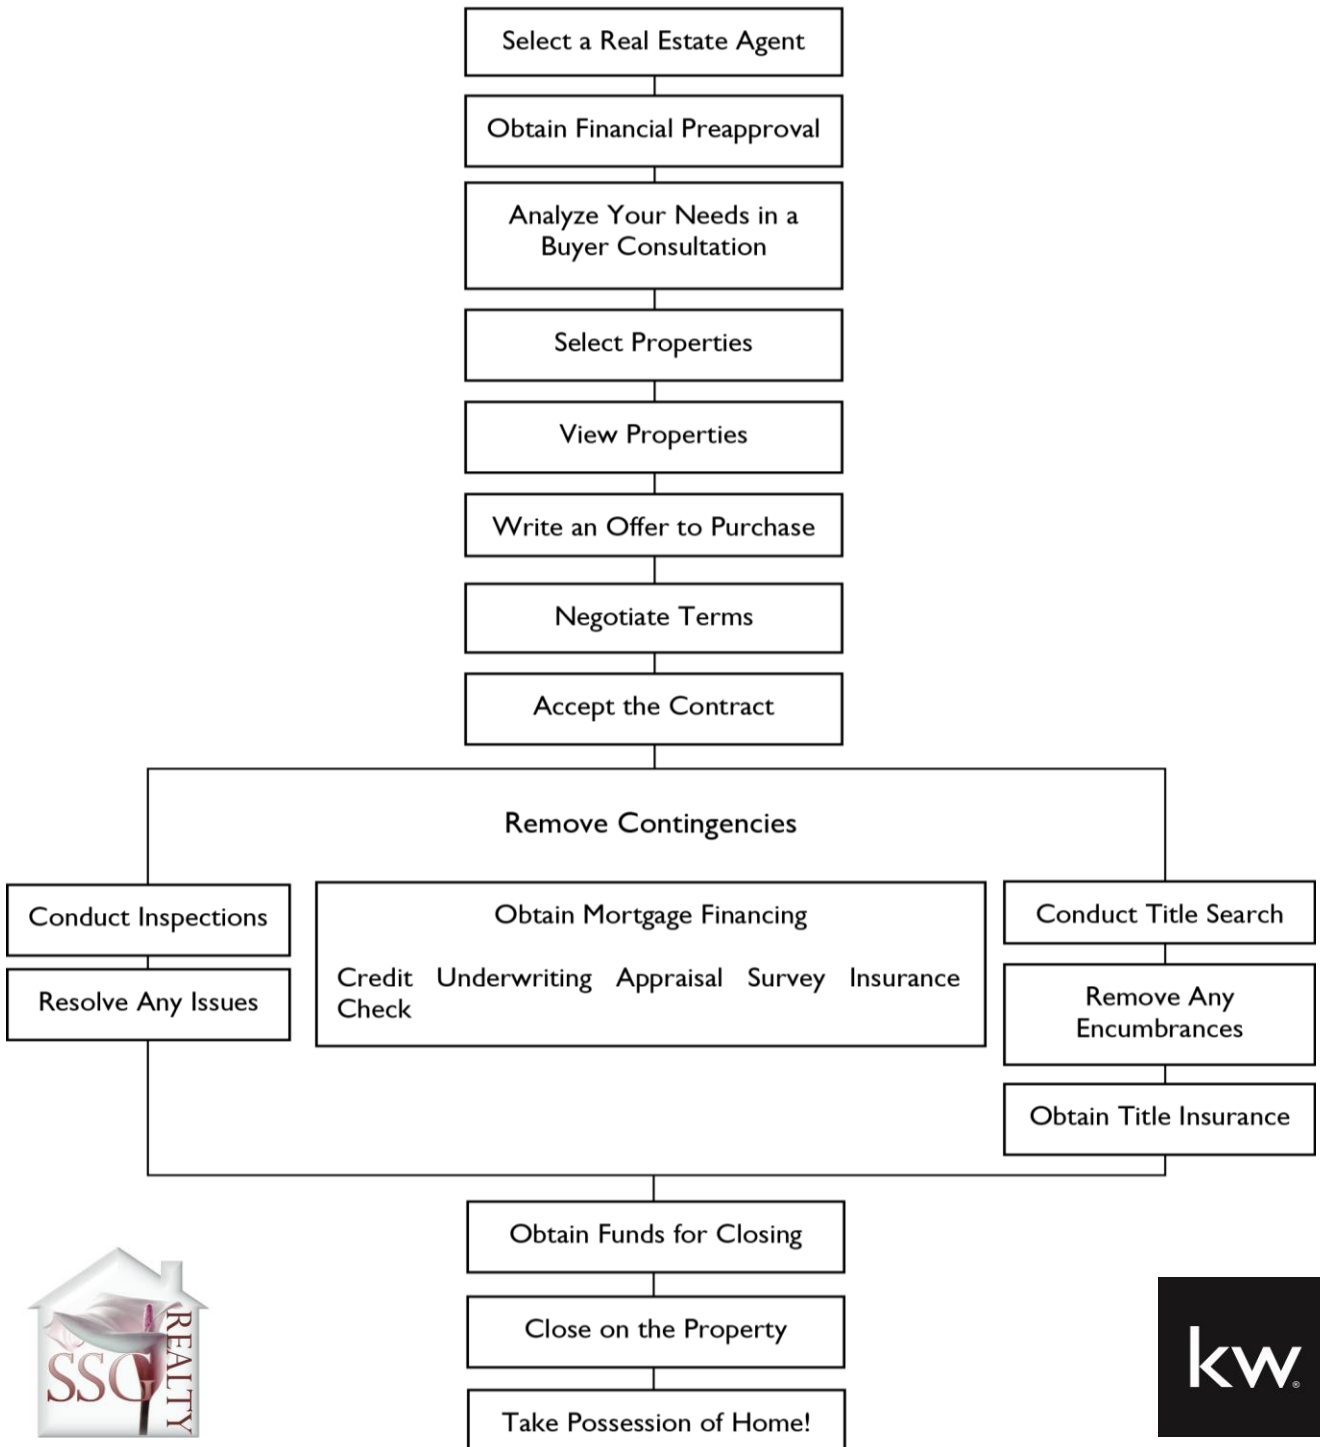 Select a Real Estate Agent
Obtain Financial Preapproval
Analyze Your Needs in a
Buyer Consultation
Select Properties
View Properties
Write an Offer to Purchase
Negotiate Terms
Accept the Contract
Remove Contingencies
Conduct Inspections
Resolve Any Issues
Obtain Mortgage Financing
Credit Underwriting Appraisal Survey Insurance
Check
Conduct Title Search
Remove Any
Encumbrances
Obtain Title Insurance
Obtain Funds for Closing
Close on the Property
Take Possession of Home!
SSG
REALTY
kw®